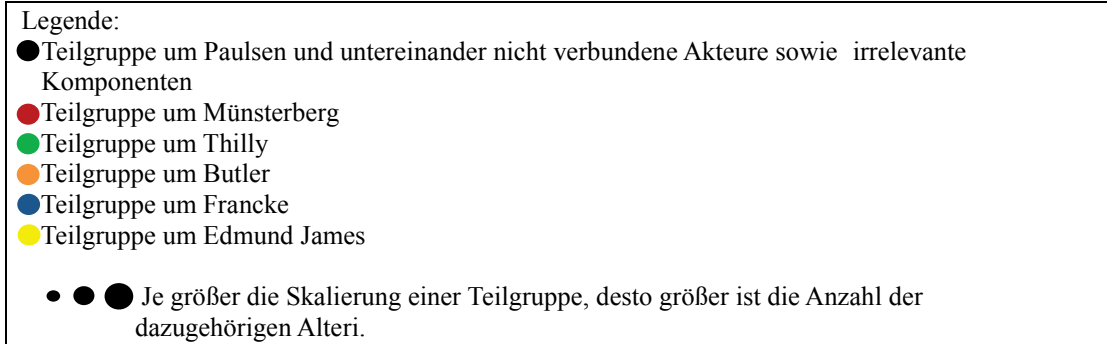 Legende:
Teilgruppe um Paulsen und untereinander nicht verbundene Akteure sowie irrelevante
Komponenten
Teilgruppe um Münsterberg
Teilgruppe um Thilly
Teilgruppe um Butler
Teilgruppe um Francke
Teilgruppe um Edmund James
Je größer die Skalierung einer Teilgruppe, desto größer ist die Anzahl der
dazugehörigen Alteri.